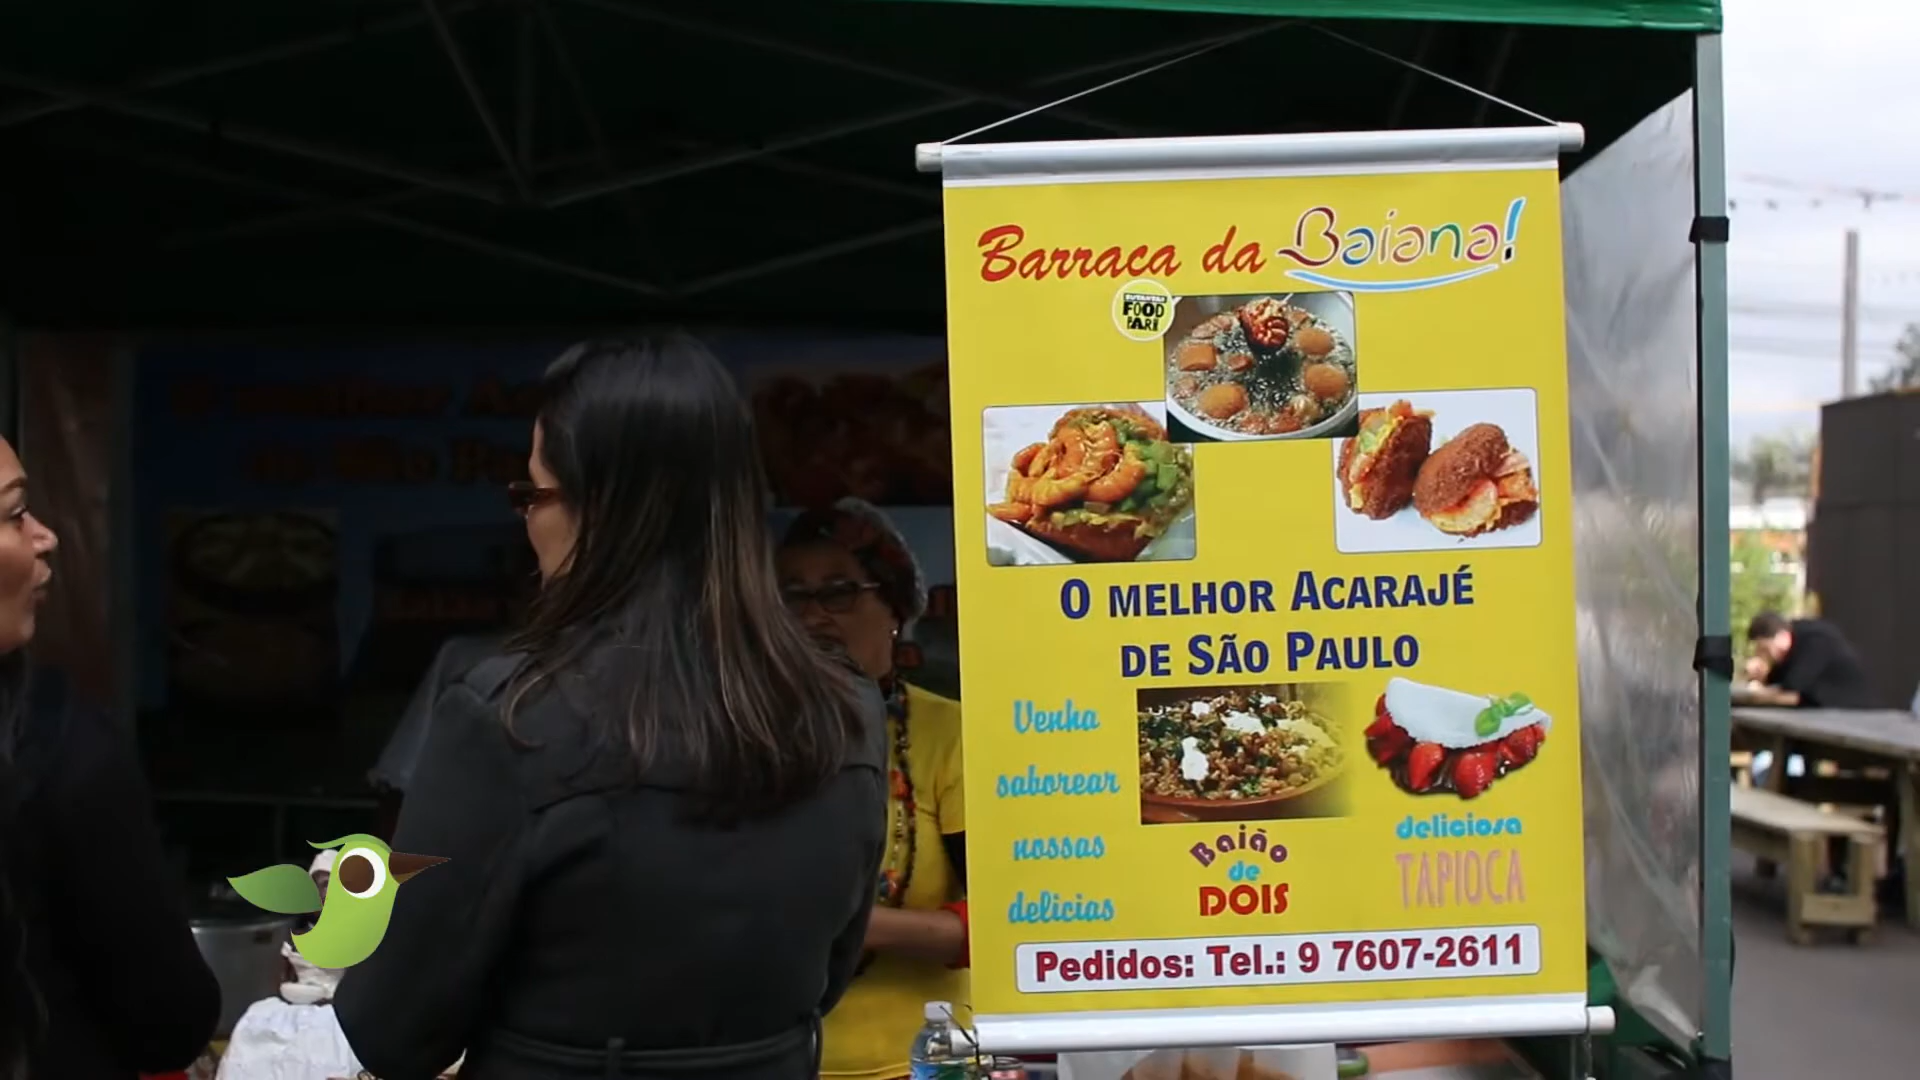 Barraca da Baiana!
BUTANTAN
FOOD
PARK
O MELHOR ACARAJÉ
DE SÃO PAULO
Venha
saborear
nossas
delicias
Baião
de
DOIS
deliciosa
TAPIOCA
Pedidos: Tel.: 9 7607-2611